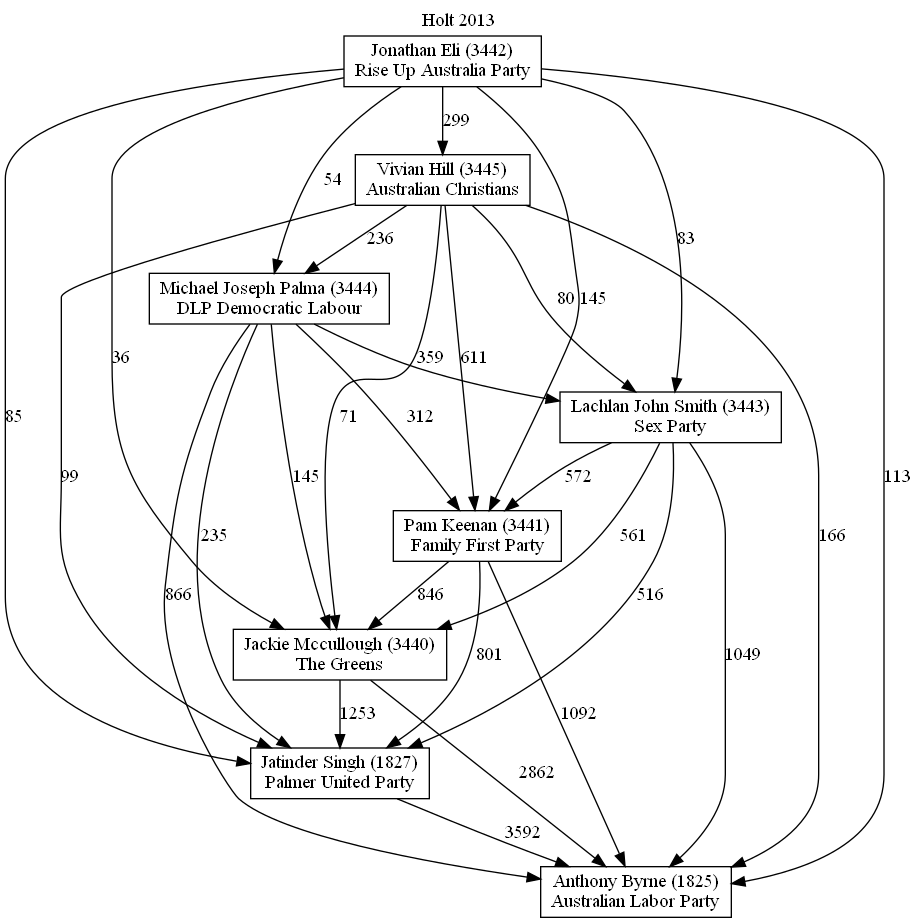 Holt 2013
Jonathan Eli (3442)
Rise Up Australia Party
299
Vivian Hill (3445)
Australian Christians
54
236
83
Michael Joseph Palma (3444)
DLP Democratic Labour
80
145
36
359
611
Lachlan John Smith (3443)
Sex Party
85
71
312
99
145
572
113
Pam Keenan (3441)
Family First Party
235
561
166
866
846
516
Jackie Mccullough (3440)
The Greens
801
1049
1253
1092
Jatinder Singh (1827)
Palmer United Party
2862
3592
Anthony Byrne (1825)
Australian Labor Party